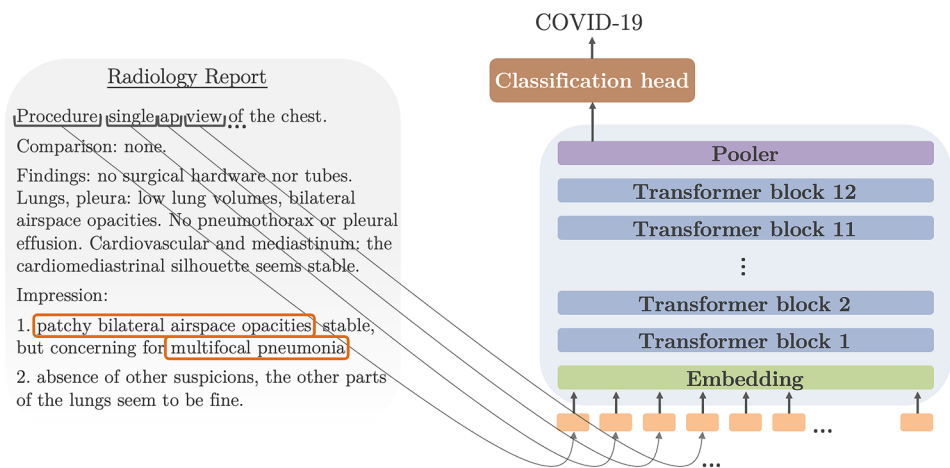 Radiology Report
Procedure single ap view of the chest.
Comparison: none.
Findings: no surgical hardware nor tubes.
Lungs, pleura: low lung volumes, bilateral
airspace opacities. No pneumothorax or pleural
effusion. Cardiovascular and mediastinum: the
cardiomediastrinal silhouette seems stable.
Impression:
1. patchy bilateral airspace opacities stable,
but concerning for multifocal pneumonia
2. absence of other suspicions, the other parts
of the lungs seem to be fine.
COVID-19
Classification head
Pooler
Transformer block 12
Transformer block 11
...
Transformer block 2
Transformer block 1
Embedding
...
...